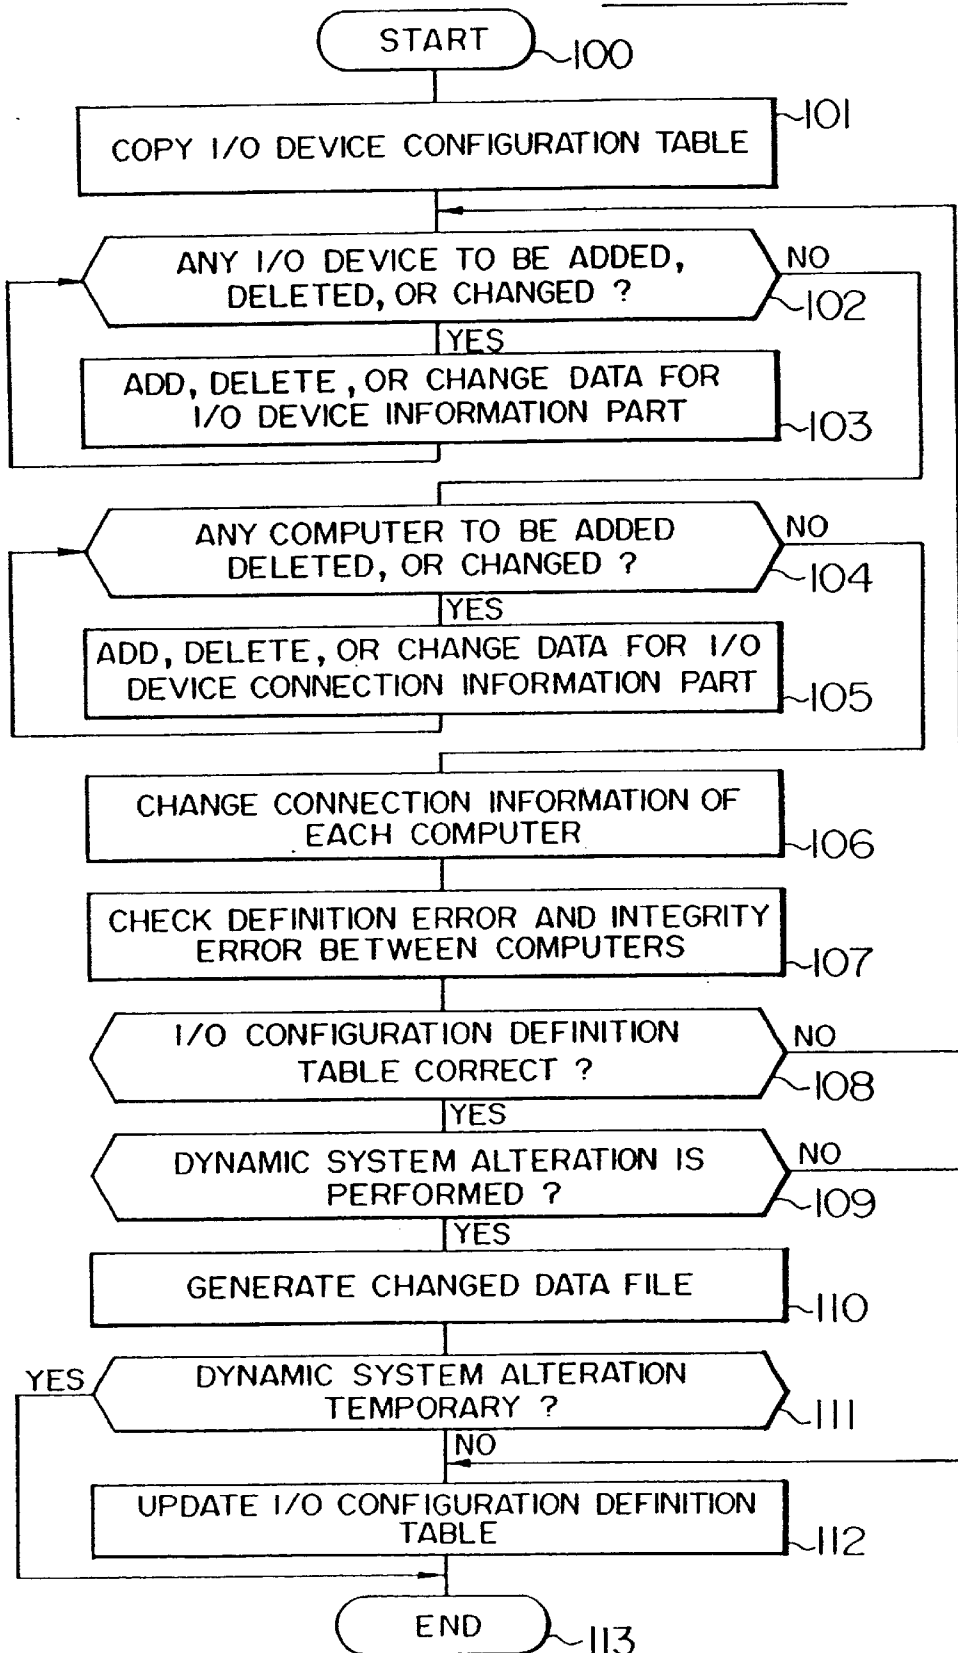 START
100
COPY I/O DEVICE CONFIGURATION TABLE
101
ANY I/O DEVICE TO BE ADDED,
DELETED, OR CHANGED ?
NO
102
YES
ADD, DELETE, OR CHANGE DATA FOR
I/O DEVICE INFORMATION PART
103
ANY COMPUTER TO BE ADDED
DELETED, OR CHANGED ?
NO
104
YES
ADD, DELETE, OR CHANGE DATA FOR I/O
DEVICE CONNECTION INFORMATION PART
105
CHANGE CONNECTION INFORMATION OF
EACH COMPUTER
106
CHECK DEFINITION ERROR AND INTEGRITY
ERROR BETWEEN COMPUTERS
107
I/O CONFIGURATION DEFINITION
TABLE CORRECT ?
NO
108
YES
DYNAMIC SYSTEM ALTERATION IS
PERFORMED ?
NO
109
YES
GENERATE CHANGED DATA FILE
110
YES
DYNAMIC SYSTEM ALTERATION
TEMPORARY ?
111
NO
UPDATE I/O CONFIGURATION DEFINITION
TABLE
112
END
113